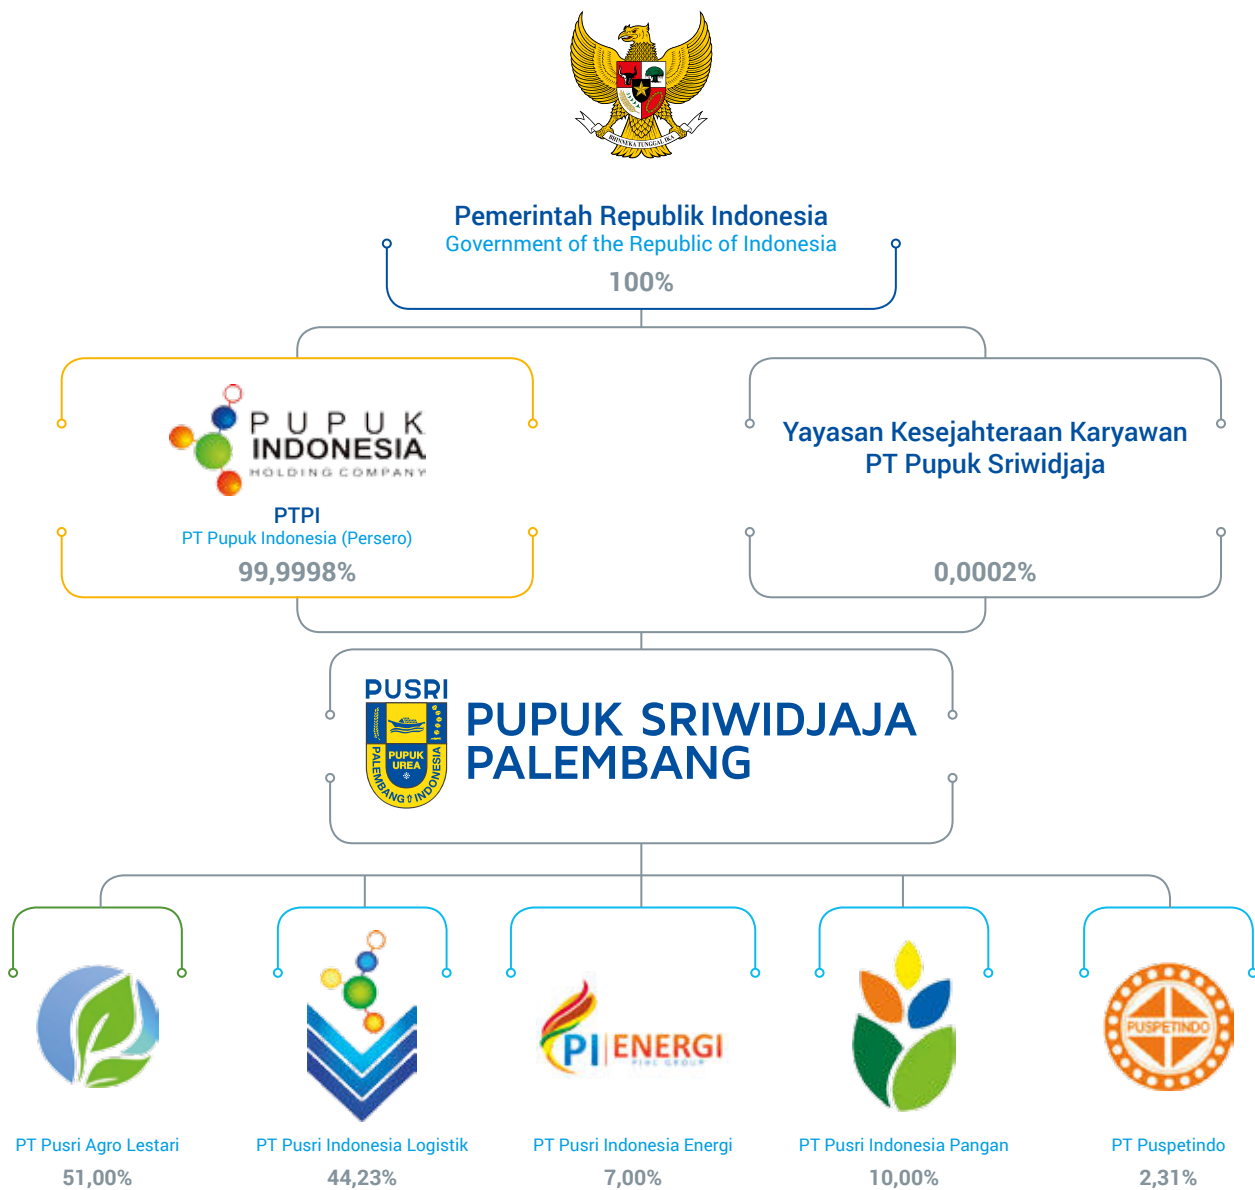 BHINNEKA TUNGGAL IKA
Pemerintah Republik Indonesia
Government of the Republic of Indonesia
100%
PUPUK
INDONESIA
HOLDING COMPANY
PTPI
PT Pupuk Indonesia (Persero)
99,9998%
Yayasan Kesejahteraan Karyawan
PT Pupuk Sriwidjaja
0,0002%
PUSRI
PUPUK
UREA
PALEMBANG INDONESIA
PUPUK SRIWIDJAJA
PALEMBANG
PI ENERGI
PIHC GROUP
PUSPETINDO
PT Pusri Agro Lestari
51,00%
PT Pusri Indonesia Logistik
44,23%
PT Pusri Indonesia Energi
7,00%
PT Pusri Indonesia Pangan
10,00%
PT Puspetindo
2,31%